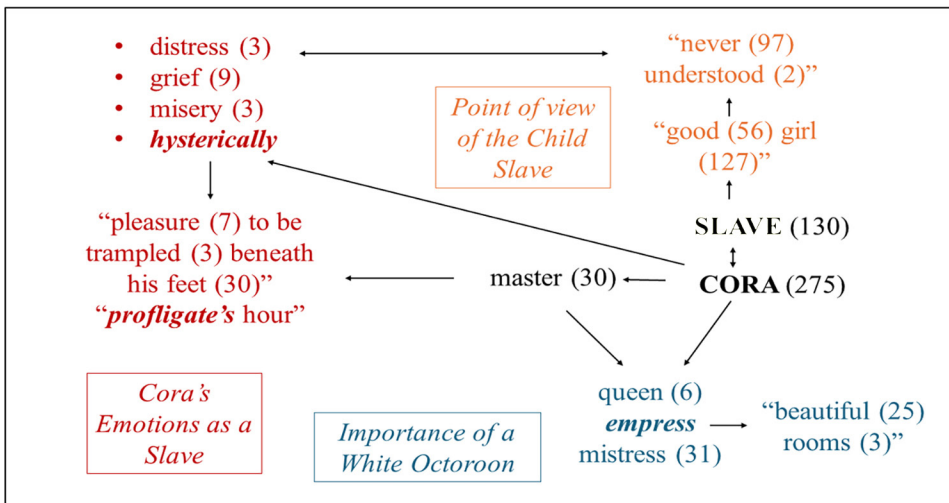 • distress (3)
• grief (9)
• misery (3)
• hysterically
“never (97)
understood (2)”
Point of view
of the Child
Slave
“good (56) girl
(127)”
“pleasure (7) to be
trampled (3) beneath
his feet (30)”
“profligate’s hour”
SLAVE (130)
master (30)
CORA (275)
Cora’s
Emotions as a
Slave
Importance of a
White Octoroon
queen (6)
empress
mistress (31)
“beautiful (25)
rooms (3)”